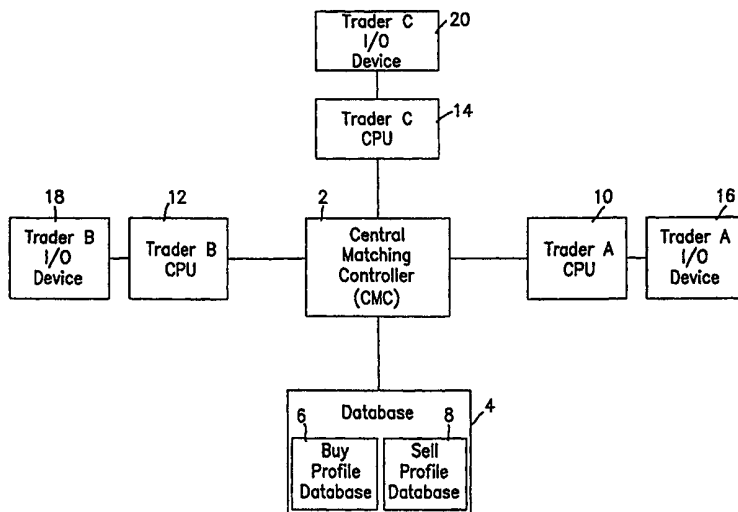 Trader C
I/O
Device
20
Trader C
CPU
14
18
Trader B
I/O
Device
12
Trader B
CPU
2
Central
Matching
Controller
(CMC)
10
Trader A
CPU
16
Trader A
I/O
Device
Database
4
6
Buy
Profile
Database
8
Sell
Profile
Database